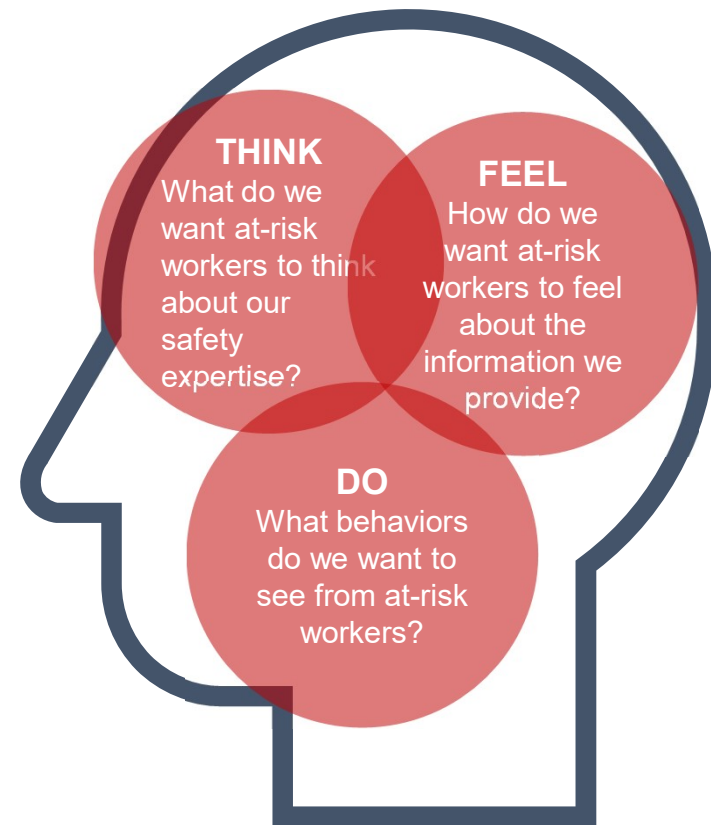 THINK
What do we
want at-risk
workers to think
about our
safety
expertise?
FEEL
How do we
want at-risk
workers to feel
about the
information we
provide?
DO
What behaviors
do we want to
see from at-risk
workers?